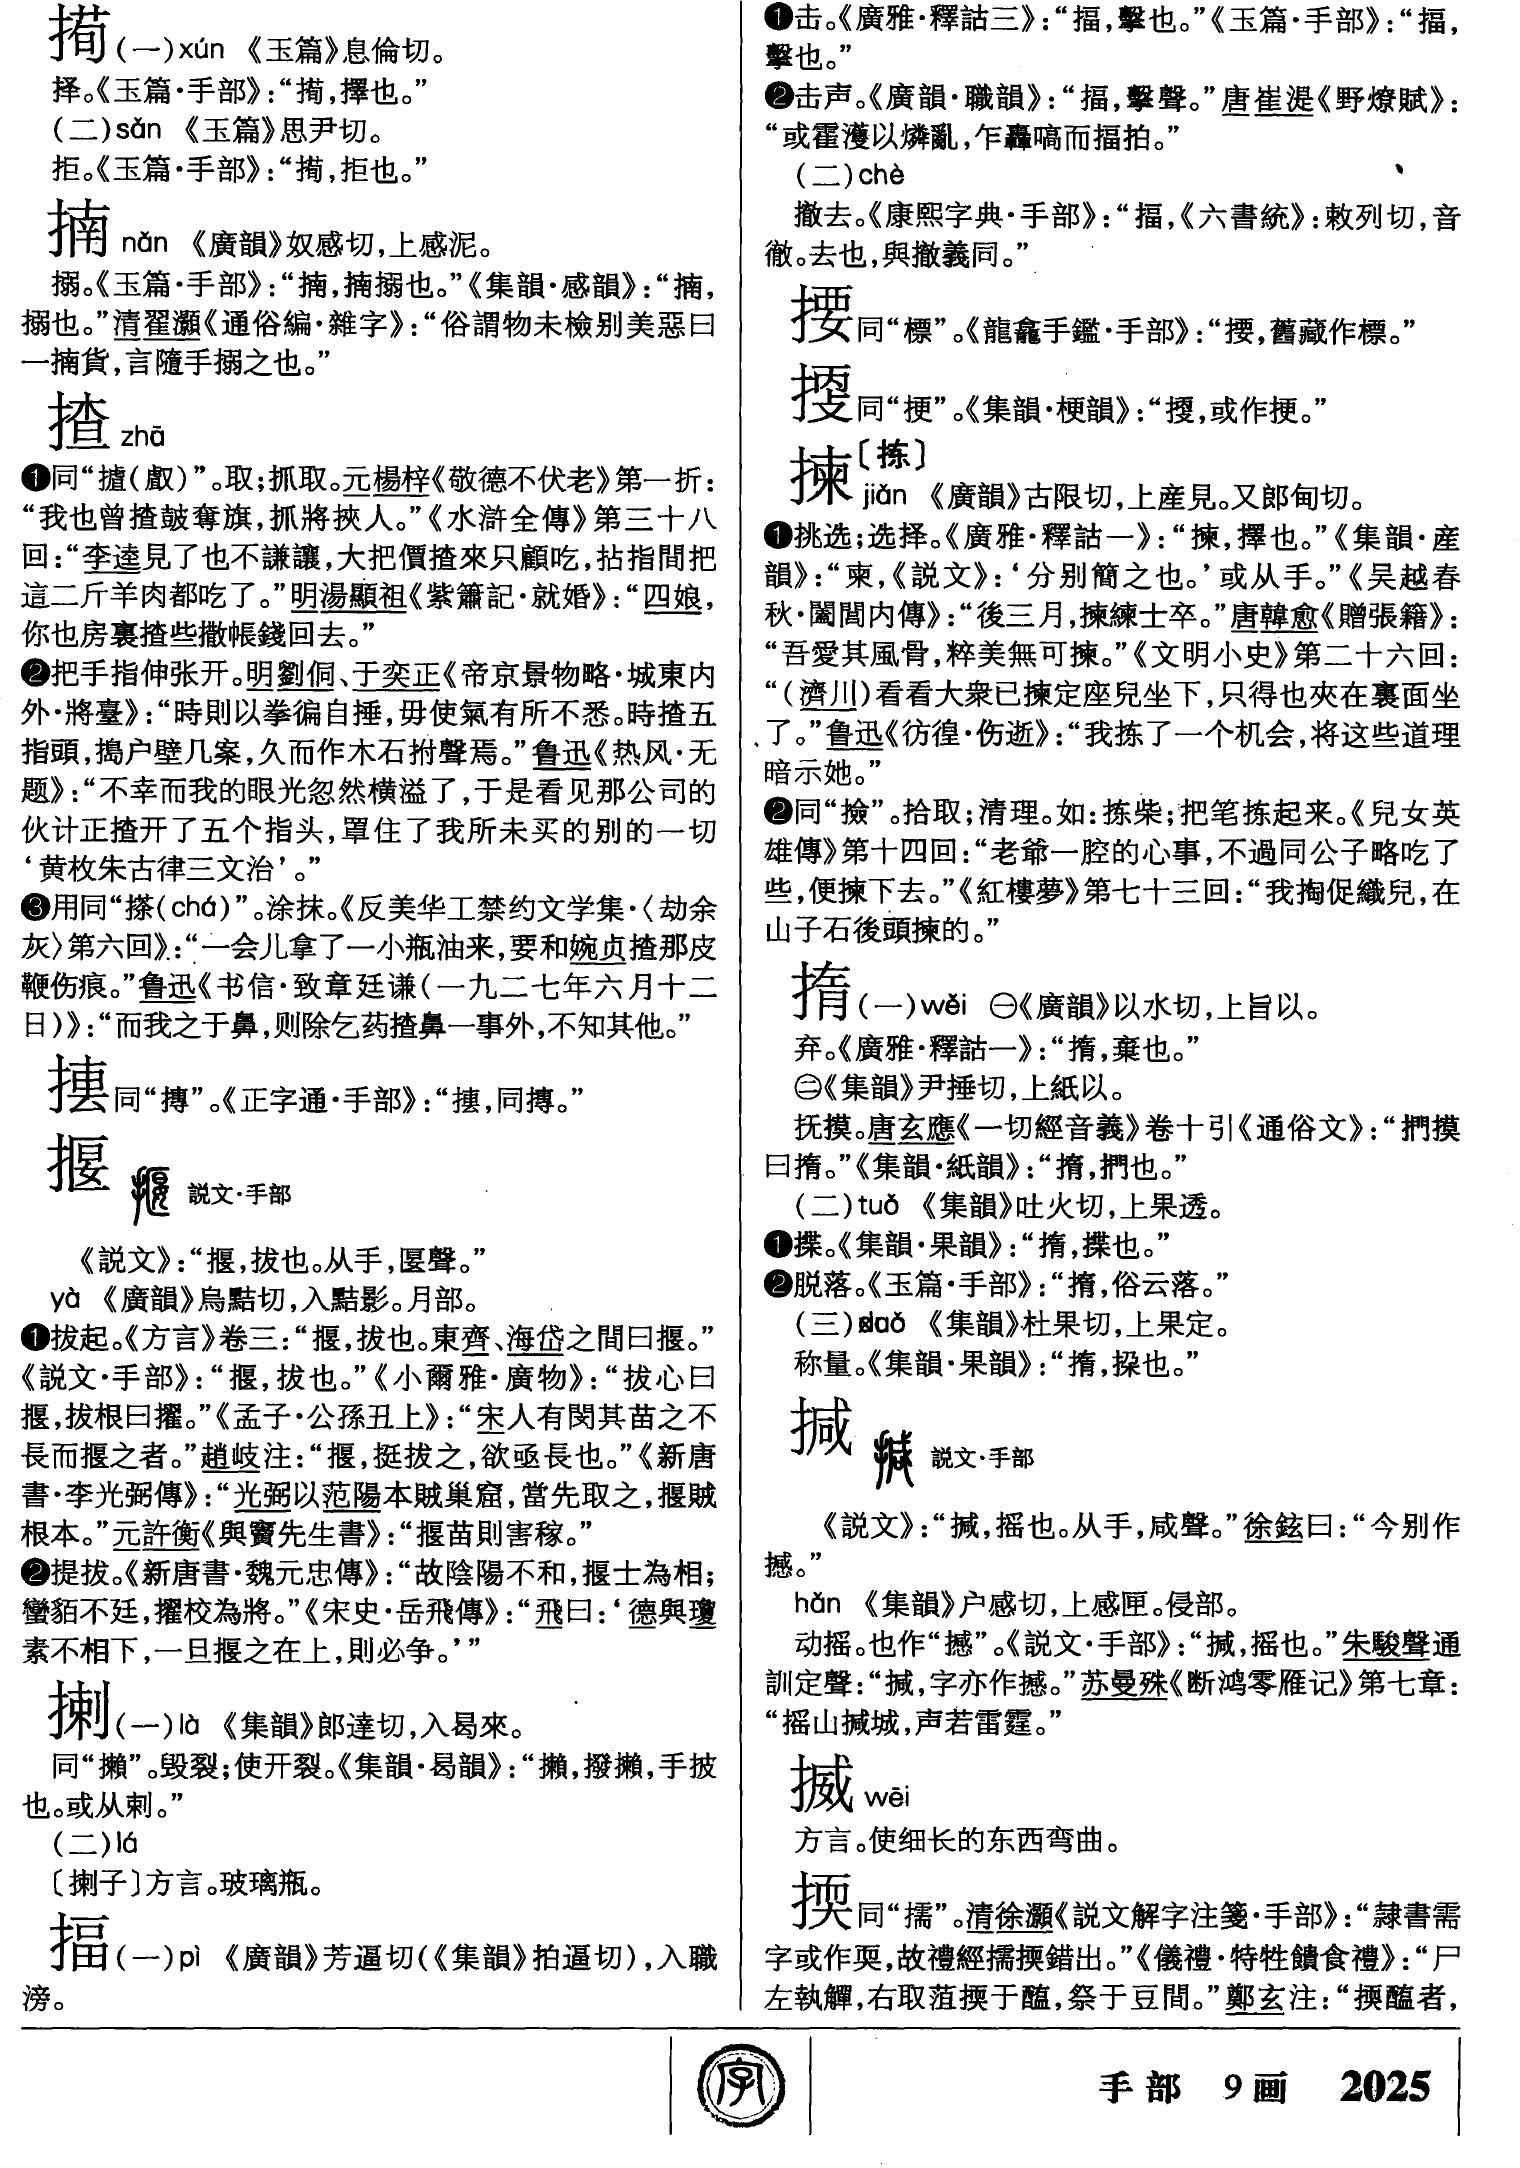 揗(一)xún 《玉篇》息倫切。
择。《玉篇·手部》：“㨚，擇也。”
(二)sǎn 《玉篇》思尹切。
拒。《玉篇·手部》：“㨚，拒也。”
揇 nǎn 《廣韻》奴感切，上感泥。
搦。《玉篇·手部》：“揇，揇搦也。”《集韻·感韻》：“揇，
搦也。”清翟灝《通俗編·雜字》：“俗謂物未檢别美惡曰
一揇貨，言隨手搦之也。”
揸 zhā
❶同“摣(䶥)”。取；抓取。元楊梓《敬德不伏老》第一折：
“我也曾揸鼓奪旗，抓將挾人。”《水滸全傳》第三十八
回：“李逵見了也不謙讓，大把價揸來只顧吃，拈指間把
這二斤羊肉都吃了。”明湯顯祖《紫簫記·就婚》：“四娘，
你也房裏揸些撒帳錢回去。”
❷把手指伸张开。明劉侗、于奕正《帝京景物略·城東内
外·將臺》：“時則以拳徧自捶，毋使氣有所不悉。時揸五
指頭，搗户壁几案，久而作木石拊聲焉。”鲁迅《热风·无
题》：“不幸而我的眼光忽然横溢了，于是看见那公司的
伙计正揸开了五个指头，罩住了我所未买的别的一切
‘黄枚朱古律三文治’。”
❸用同“搽(chá)”。涂抹。《反美华工禁约文学集·〈劫余
灰〉第六回》：“一会儿拿了一小瓶油来，要和婉贞揸那皮
鞭伤痕。”鲁迅《书信·致章廷谦(一九二七年六月十二
日)》：“而我之于鼻，则除乞药揸鼻一事外，不知其他。”
同“摶”。《正字通·手部》：“，同摶。”
揠 説文·手部
《説文》：“揠，拔也。从手，匽聲。”
yà 《廣韻》烏黠切，入黠影。月部。
❶拔起。《方言》卷三：“揠，拔也。東齊、海岱之間曰揠。”
《説文·手部》：“揠，拔也。”《小爾雅·廣物》：“拔心曰
揠，拔根曰擢。”《孟子·公孫丑上》：“宋人有閔其苗之不
長而揠之者。”趙岐注：“揠，挺拔之，欲亟長也。”《新唐
書·李光弼傳》：“光弼以范陽本賊巢窟，當先取之，揠賊
根本。”元許衡《與竇先生書》：“揠苗則害稼。”
❷提拔。《新唐書·魏元忠傳》：“故陰陽不和，揠士為相；
蠻貊不廷，擢校為將。”《宋史·岳飛傳》：“飛曰：‘德與瓊
素不相下，一旦揠之在上，則必争。’”
揦(一)là 《集韻》郎達切，入曷來。
同“攋”。毁裂；使开裂。《集韻·曷韻》：“攋，撥攋，手披
也。或从剌。”
(二)lá
〔揦子〕方言。玻璃瓶。
揊(一)pì 《廣韻》芳逼切(《集韻》拍逼切)，入職
滂。
❶击。《廣雅·釋詁三》：“揊，擊也。”《玉篇·手部》：“揊，
擊也。”
❷击声。《廣韻·職韻》：“揊，擊聲。”唐崔湜《野燎賦》：
“或霍濩以燐亂，乍轟嗃而揊拍。”
(二)chè
撤去。《康熙字典·手部》：“揊，《六書統》：敕列切，音
徹。去也，與撤義同。”
㨈同“標”。《龍龕手鑑·手部》：“㨈，舊藏作標。”
同“挭”。《集韻·梗韻》：“，或作挭。”
揀〔拣〕
jiǎn 《廣韻》古限切，上産見。又郎甸切。
❶挑选；选择。《廣雅·釋詁一》：“揀，擇也。”《集韻·産
韻》：“柬，《説文》：‘分别簡之也。’或从手。”《吴越春
秋·闔閭内傳》：“後三月，揀練士卒。”唐韓愈《贈張籍》：
“吾愛其風骨，粹美無可揀。”《文明小史》第二十六回：
“(濟川)看看大衆已揀定座兒坐下，只得也夾在裏面坐
了。”鲁迅《彷徨·伤逝》：“我拣了一个机会，将这些道理
暗示她。”
❷同“撿”。拾取；清理。如：拣柴；把笔拣起来。《兒女英
雄傳》第十四回：“老爺一腔的心事，不過同公子略吃了
些，便揀下去。”《紅樓夢》第七十三回：“我掏促織兒，在
山子石後頭揀的。”
㨊(一)wěi ㊀《廣韻》以水切，上旨以。
弃。《廣雅·釋詁一》：“㨊，棄也。”
㊁《集韻》尹捶切，上紙以。
抚摸。唐玄應《一切經音義》卷十引《通俗文》：“捫摸
曰㨊。”《集韻·紙韻》：“㨊，捫也。”
(二)tuǒ 《集韻》吐火切，上果透。
❶揲。《集韻·果韻》：“㨊，揲也。”
❷脱落。《玉篇·手部》：“㨊，俗云落。”
(三)duǒ 《集韻》杜果切，上果定。
称量。《集韻·果韻》：“㨊，挅也。”
㨔 説文·手部
《説文》：“㨔，摇也。从手，咸聲。”徐鉉曰：“今别作
撼。”
hǎn 《集韻》户感切，上感匣。侵部。
动摇。也作“撼”。《説文·手部》：“㨔，摇也。”朱駿聲通
訓定聲：“㨔，字亦作撼。”苏曼殊《断鸿零雁记》第七章：
“摇山㨔城，声若雷霆。”
揻 wēi
方言。使细长的东西弯曲。
㨎同“擩”。清徐灝《説文解字注箋·手部》：“隸書需
字或作耎，故禮經擩㨎錯出。”《儀禮·特牲饋食禮》：“尸
左執觶，右取菹㨎于醢，祭于豆間。”鄭玄注：“㨎醢者，
字
手部 9画 2025